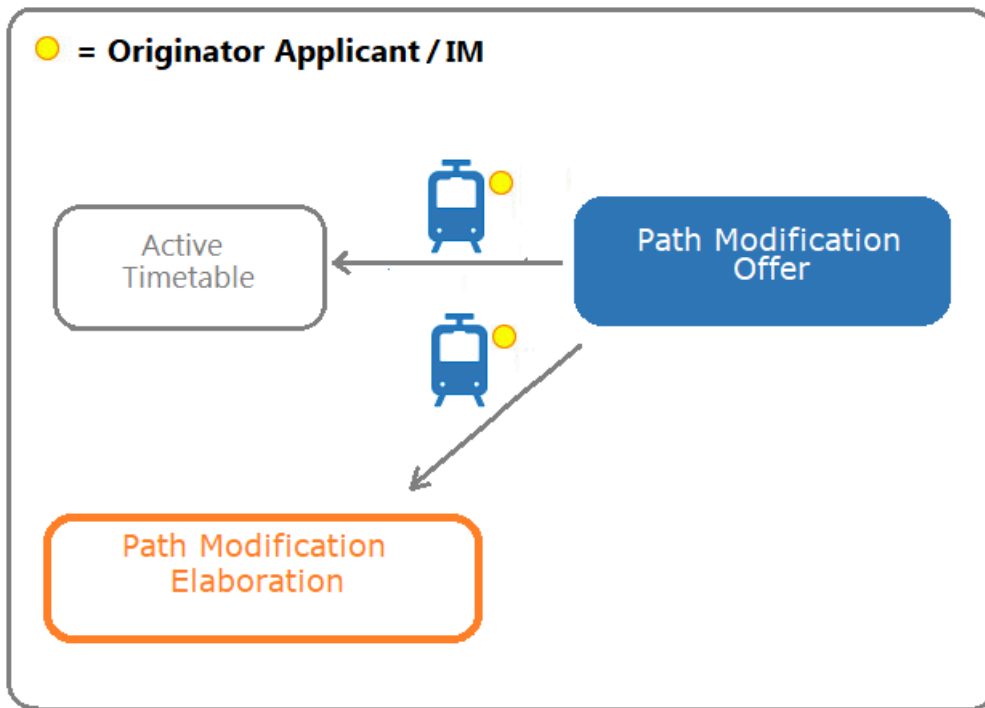 = Originator Applicant / IM
Path Modification
Offer
Active
Timetable
Path Modification
Elaboration